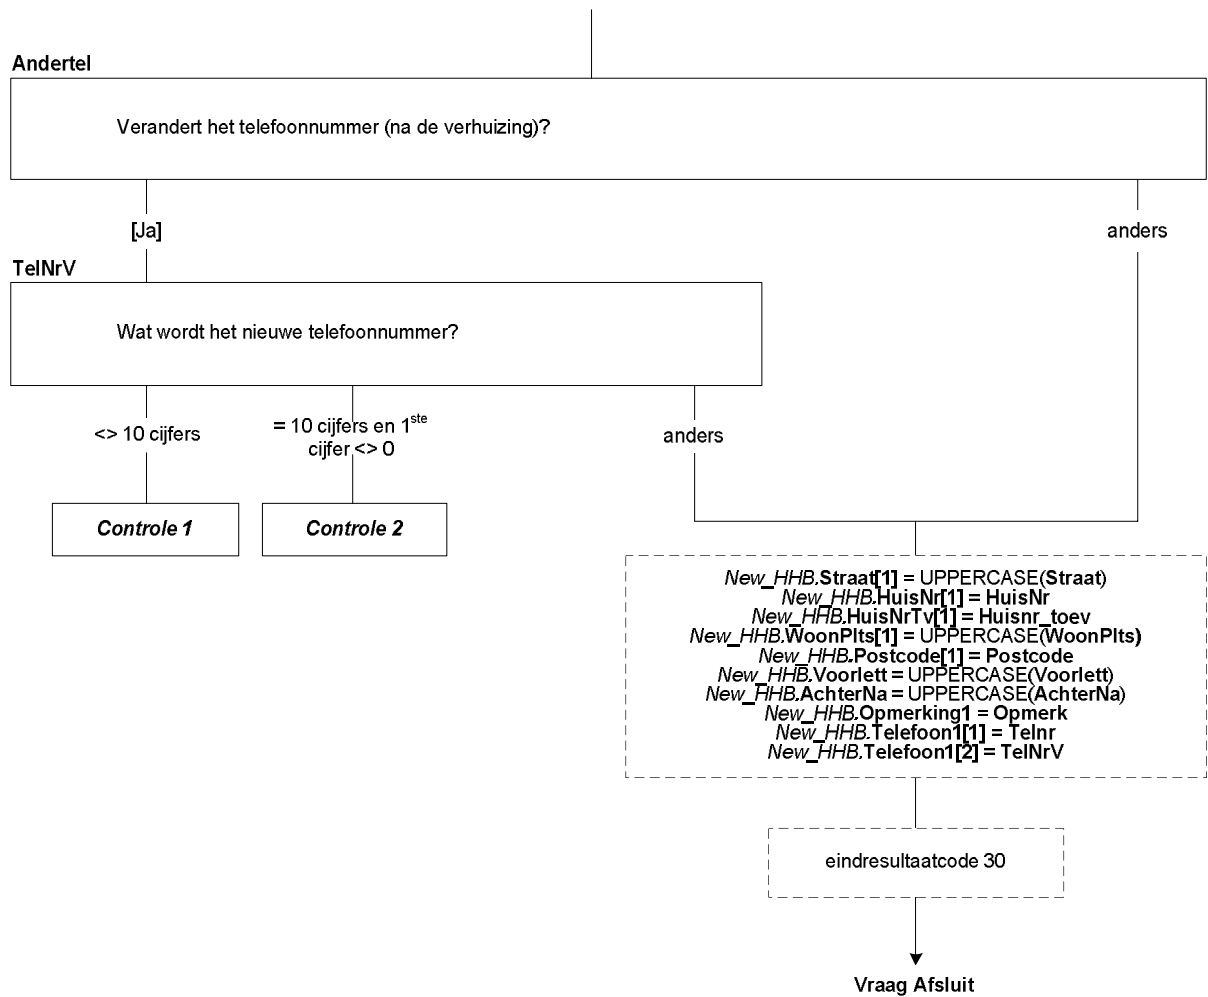 Andertel
Verandert het telefoonnummer (na de verhuizing)?
[Ja]
anders
TelNrV
Wat wordt het nieuwe telefoonnummer?
<> 10 cijfers
= 10 cijfers en 1ste
cijfer <> 0
anders
Controle 1
Controle 2
New_HHB.Straat[1] = UPPERCASE(Straat)
New_HHB.HuisNr[1] = HuisNr
New_HHB.HuisNrTv[1] = Huisnr_toev
New_HHB.WoonPlts[1] = UPPERCASE(WoonPlts)
New_HHB.Postcode[1] = Postcode
New_HHB.Voorlett = UPPERCASE(Voorlett)
New_HHB.AchterNa = UPPERCASE(AchterNa)
New_HHB.Opmerking1 = Opmerk
New_HHB.Telefoon1[1] = Telnr
New_HHB.Telefoon1[2] = TelNrV
eindresultaatcode 30
Vraag Afsluit